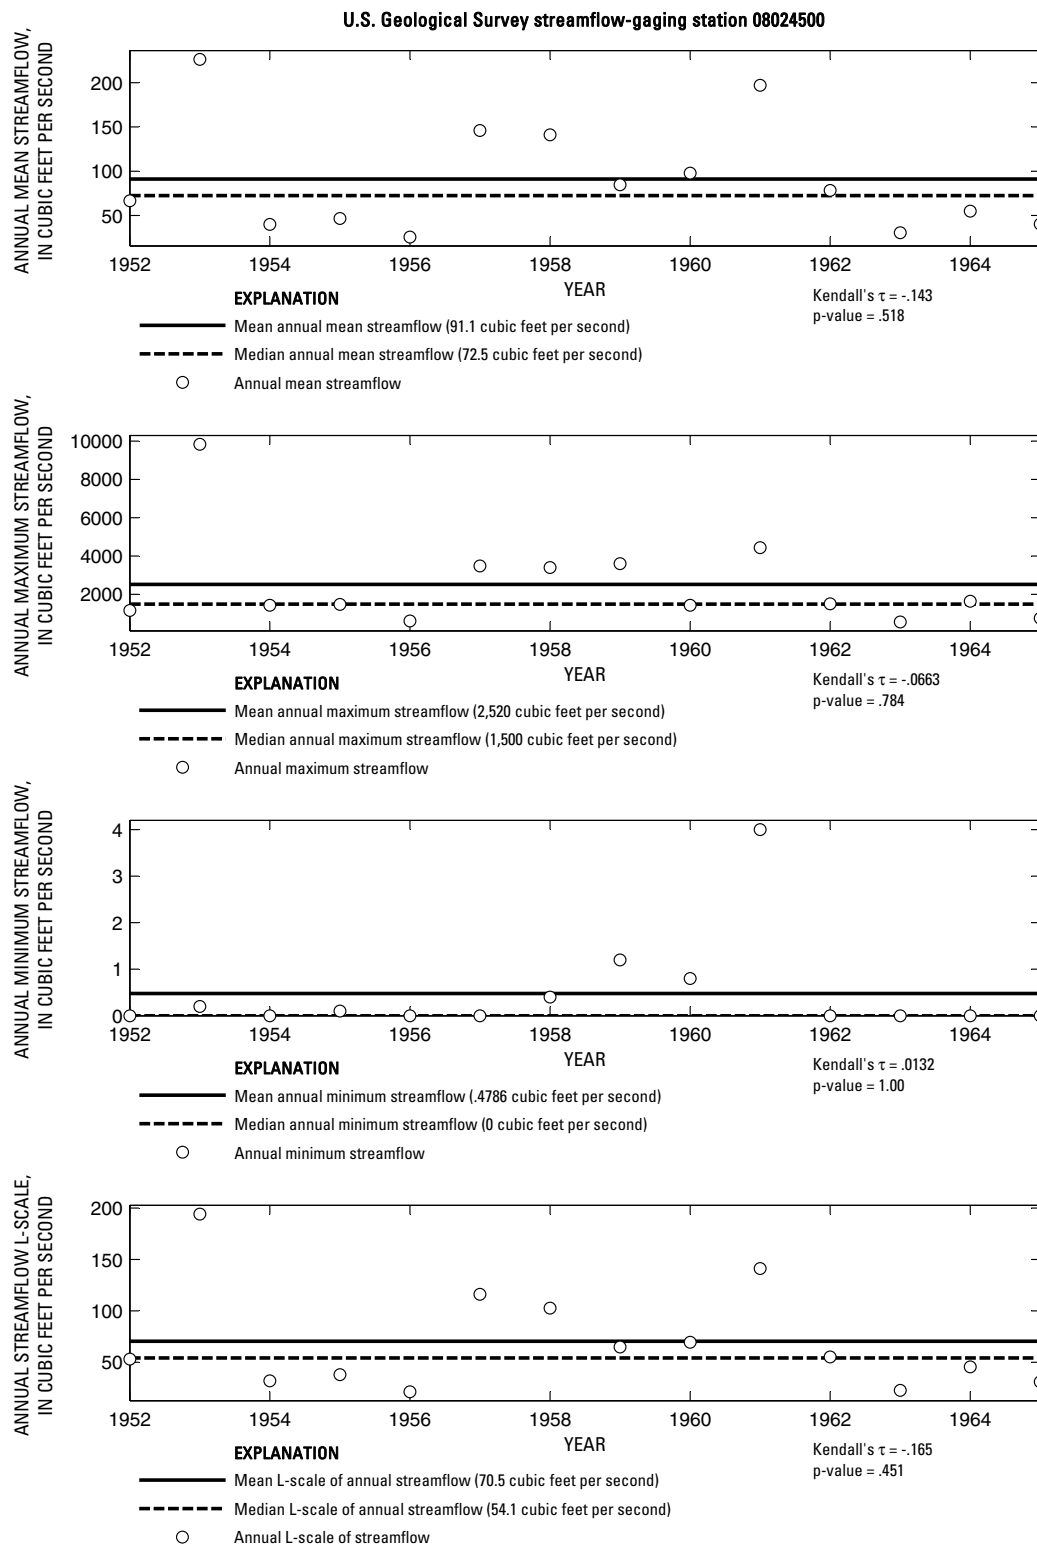 U.S. Geological Survey streamflow-gaging station 08024500
ANNUAL MEAN STREAMFLOW,
IN CUBIC FEET PER SECOND
200
150
100
50
1952 1954 1956 1958 1960 1962 1964
YEAR
Kendall's τ = -.143
p-value = .518
EXPLANATION
Mean annual mean streamflow (91.1 cubic feet per second)
Median annual mean streamflow (72.5 cubic feet per second)
Annual mean streamflow
ANNUAL MAXIMUM STREAMFLOW,
IN CUBIC FEET PER SECOND
10000
8000
6000
4000
2000
1952 1954 1956 1958 1960 1962 1964
YEAR
Kendall's τ = -.0663
p-value = .784
EXPLANATION
Mean annual maximum streamflow (2,520 cubic feet per second)
Median annual maximum streamflow (1,500 cubic feet per second)
Annual maximum streamflow
ANNUAL MINIMUM STREAMFLOW,
IN CUBIC FEET PER SECOND
4
3
2
1
0
1952 1954 1956 1958 1960 1962 1964
YEAR
Kendall's τ = .0132
p-value = 1.00
EXPLANATION
Mean annual minimum streamflow (.4786 cubic feet per second)
Median annual minimum streamflow (0 cubic feet per second)
Annual minimum streamflow
ANNUAL STREAMFLOW L-SCALE,
IN CUBIC FEET PER SECOND
200
150
100
50
1952 1954 1956 1958 1960 1962 1964
YEAR
Kendall's τ = -.165
p-value = .451
EXPLANATION
Mean L-scale of annual streamflow (70.5 cubic feet per second)
Median L-scale of annual streamflow (54.1 cubic feet per second)
Annual L-scale of streamflow